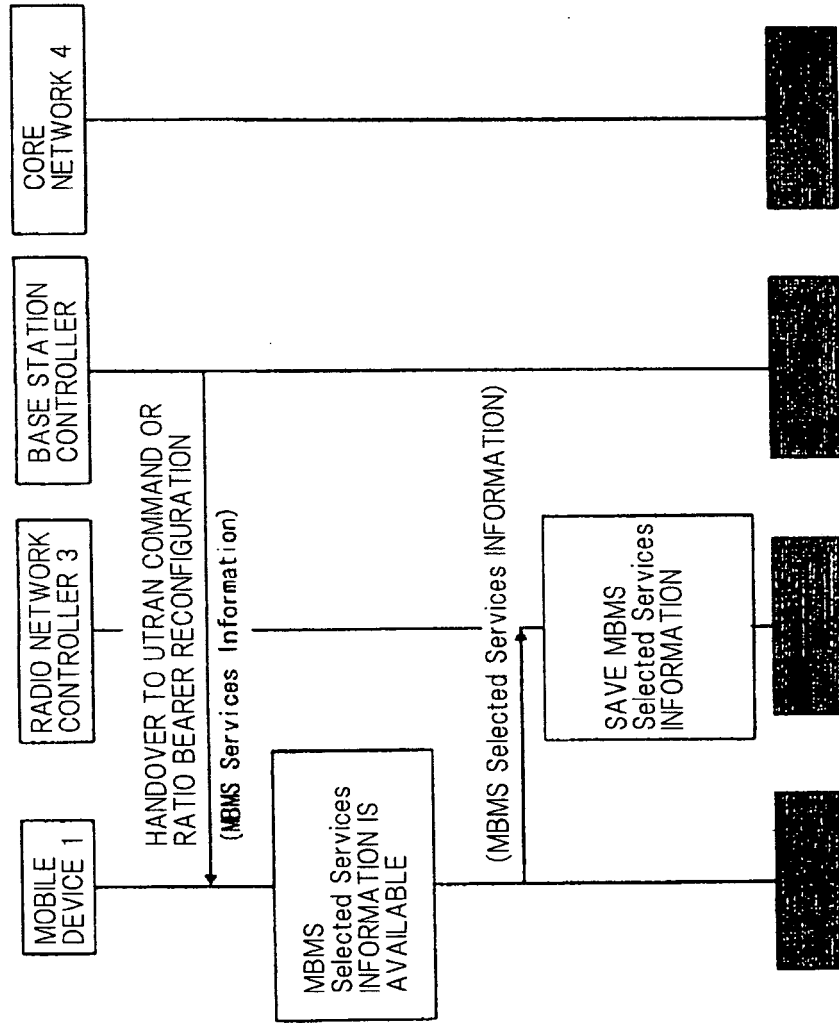 MOBILE
DEVICE 1
RADIO NETWORK
CONTROLLER 3
BASE STATION
CONTROLLER
CORE
NETWORK 4
HANDOVER TO UTRAN COMMAND OR
RATIO BEARER RECONFIGURATION
(MBMS Services Information)
MBMS
Selected Services
INFORMATION IS
AVAILABLE
(MBMS Selected Services INFORMATION)
SAVE MBMS
Selected Services
INFORMATION